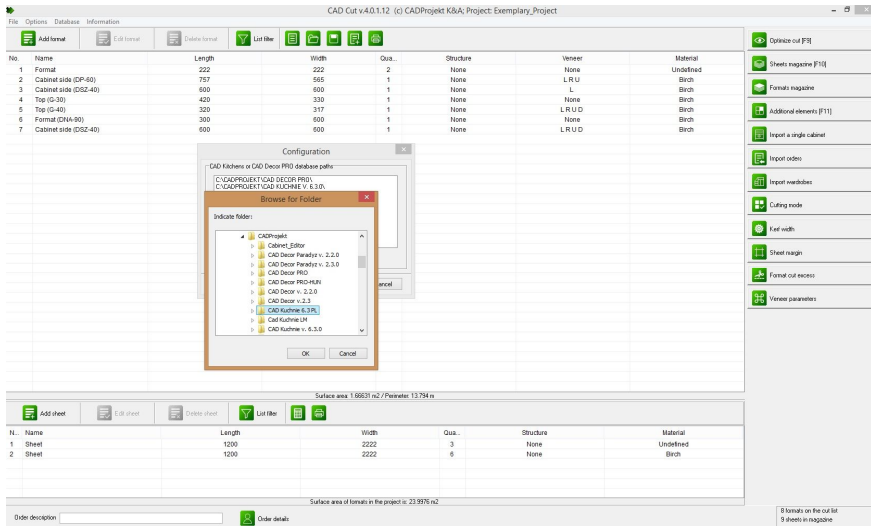 CAD Cut v.4.0.1.12 (c) CADProjekt K&A; Project: Exemplary_Project
File Options Database Information
Add format Edit format Delete format List filter
No. Name Length Width Qua... Structure Veneer Material
1 Format 222 222 2 None None Undefined
2 Cabinet side (DP-60) 757 565 1 None L R U Birch
3 Cabinet side (DSZ-40) 600 600 1 None L Birch
4 Top (G-30) 420 330 1 None L R U D Birch
5 Top (G-40) 320 317 1 None L R U D Birch
6 Format (DNA-90) 300 600 1 None None Birch
7 Cabinet side (DSZ-40) 600 600 1 None L R U D Birch
Optimize cut [F9]
Sheets magazine [F10]
Formats magazine
Additional elements [F11]
Import a single cabinet
Import orders
Import wardrobes
Cutting mode
Kerf width
Sheet margin
Format cut excess
Veneer parameters
Configuration
CAD Kitchens or CAD Decor PRO database paths
C:\CADPROJEKT\CAD DECOR PRO\
C:\CADPROJEKT\CAD KUCHNIE V. 6.3.0\
ancel
Browse for Folder
Indicate folder:
CADProjekt
Cabinet_Editor
CAD Decor Paradyz v. 2.2.0
CAD Decor Paradyz v. 2.3.0
CAD Decor PRO
CAD Decor PRO-HUN
CAD Decor v. 2.2.0
CAD Decor v.2.3
CAD Kuchnie 6.3 PL
Cad Kuchnie LM
CAD Kuchnie v. 6.3.0
OK Cancel
Surface area: 1.66631 m2 / Perimeter: 13.794 m
Add sheet Edit sheet Delete sheet List filter
N... Name Length Width Qua... Structure Material
1 Sheet 1200 2222 3 None Undefined
2 Sheet 1200 2222 6 None Birch
Surface area of formats in the project is: 23.9976 m2
Order description Order details
8 formats on the cut list
9 sheets in magazine